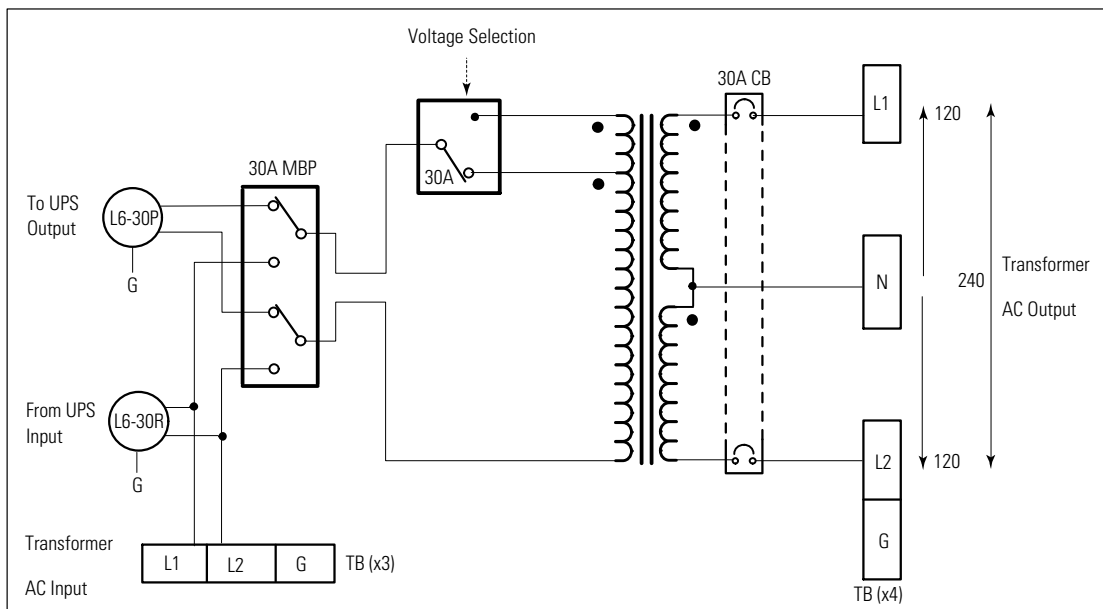 Voltage Selection
30A CB
L1
120
30A MBP
30A
To UPS
Output
L6-30P
G
N
240
Transformer
AC Output
From UPS
Input
L6-30R
G
L2
120
Transformer
AC Input
L1
L2
G
TB (x3)
G
TB (x4)